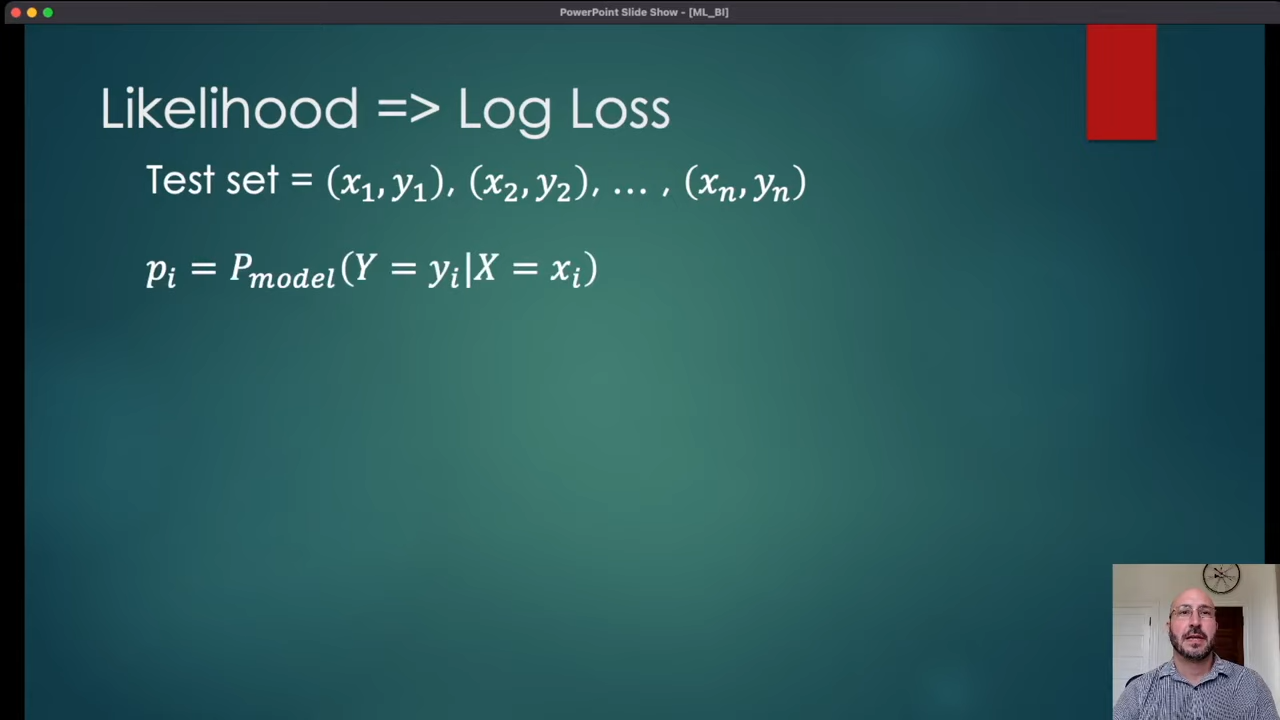 PowerPoint Slide Show - [ML_BI]
Likelihood => Log Loss
Test set = (x₁, y₁), (x₂, y₂), … , (xₙ, yₙ)
pᵢ = P_model(Y = yᵢ|X = xᵢ)